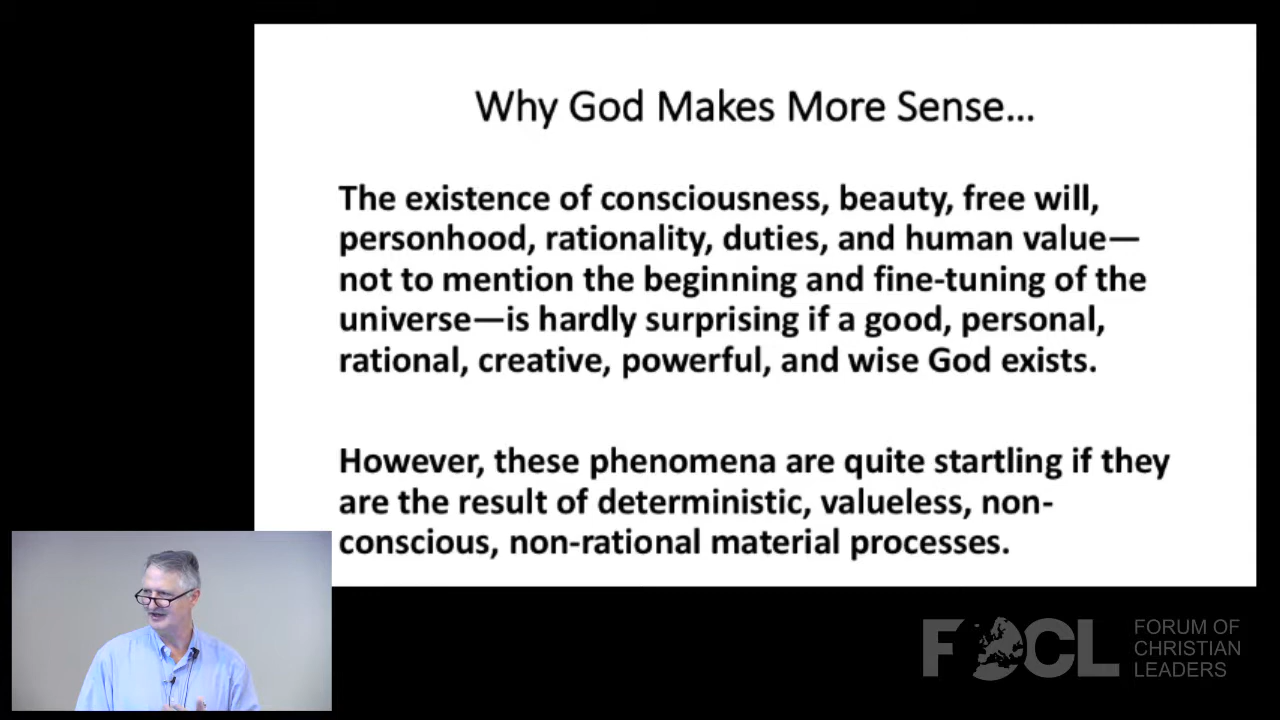 Why God Makes More Sense...
The existence of consciousness, beauty, free will,
personhood, rationality, duties, and human value—
not to mention the beginning and fine-tuning of the
universe—is hardly surprising if a good, personal,
rational, creative, powerful, and wise God exists.
However, these phenomena are quite startling if they
are the result of deterministic, valueless, non-
conscious, non-rational material processes.
FOCL
FORUM OF
CHRISTIAN
LEADERS